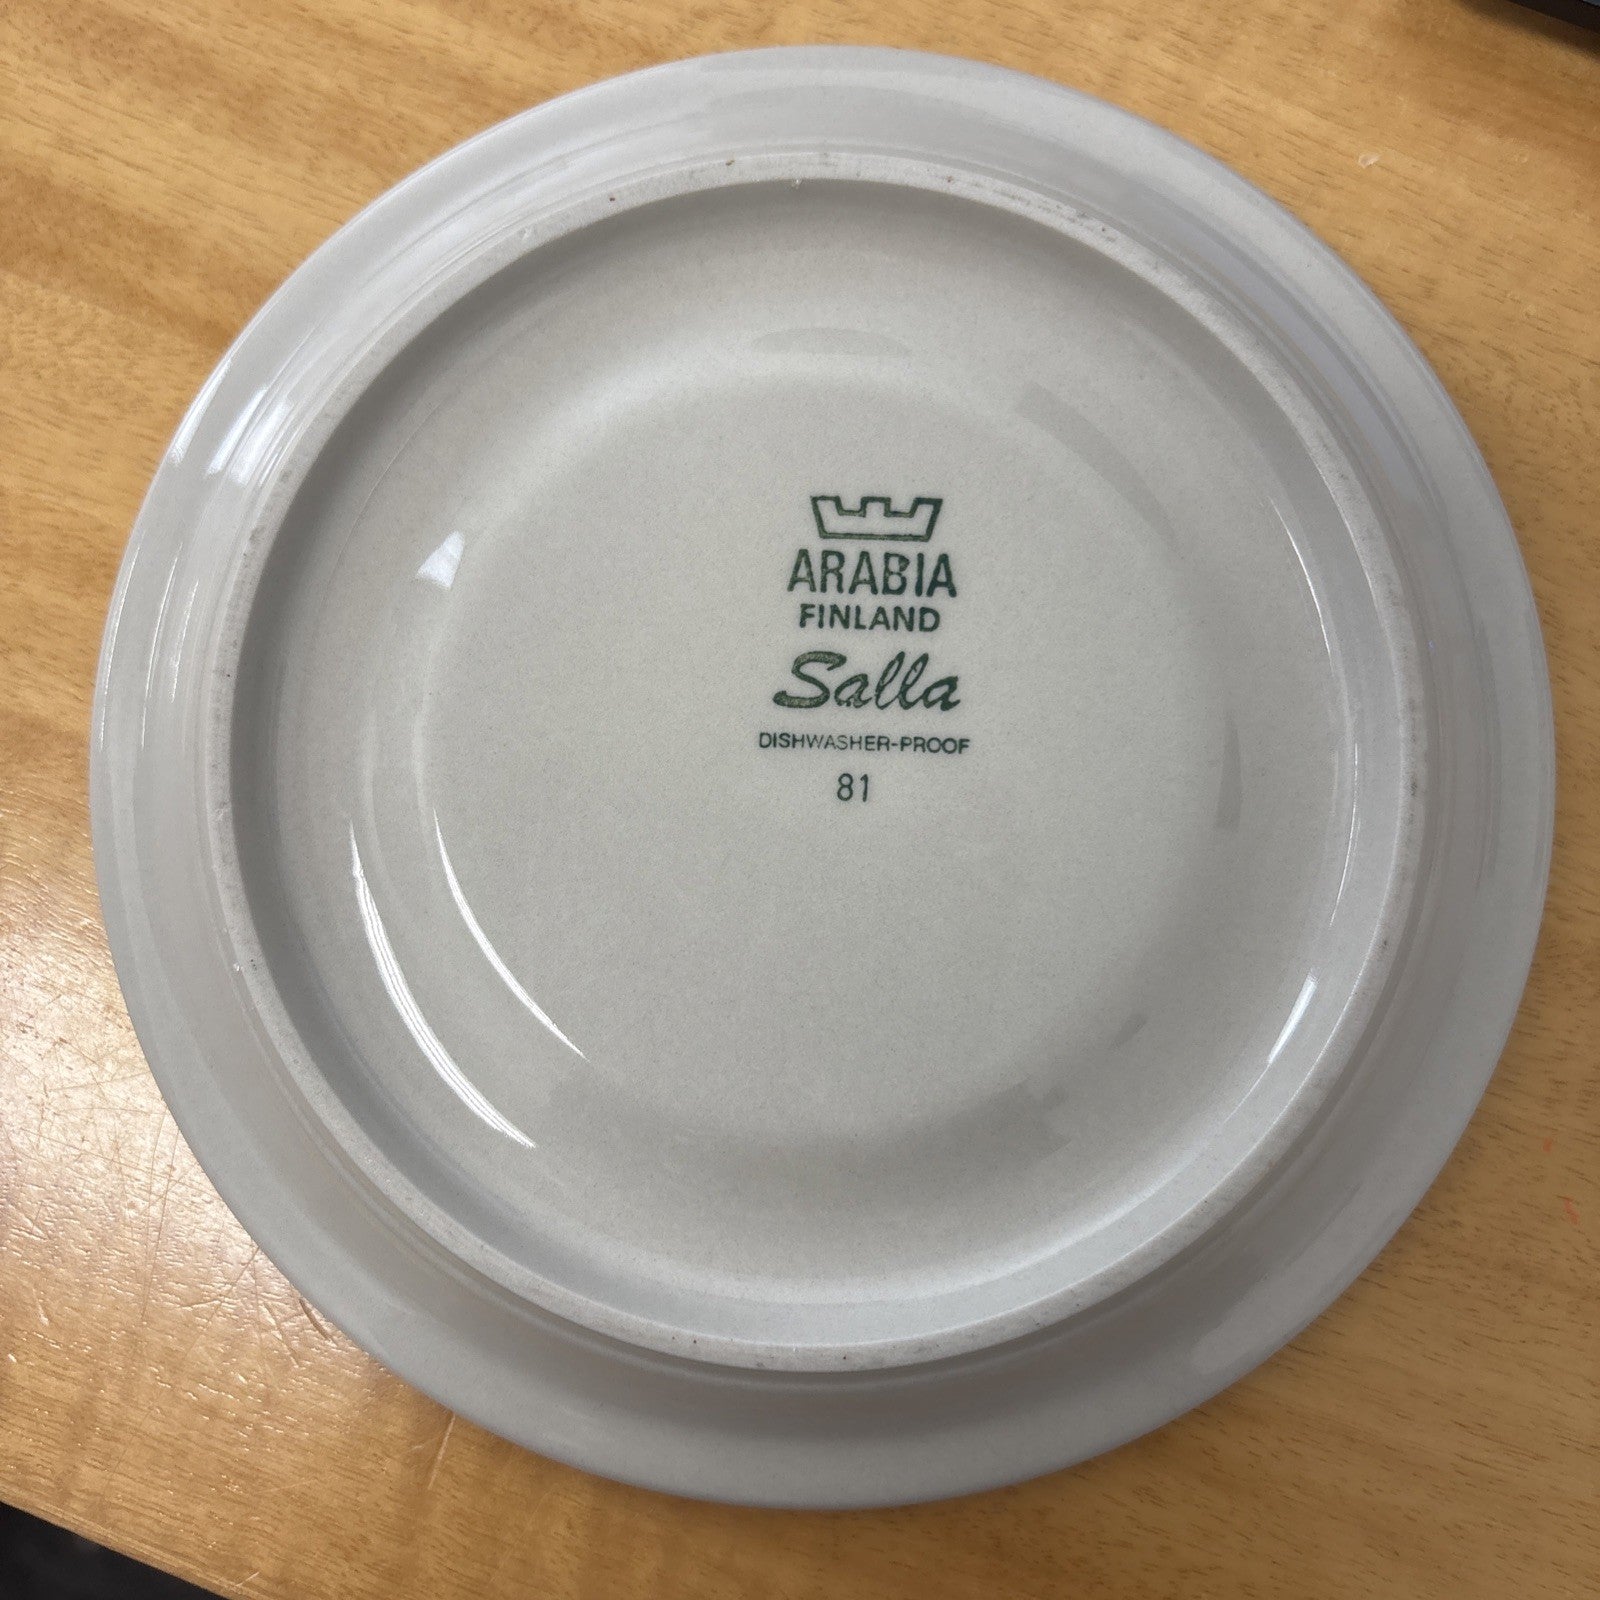 ARABIA
FINLAND
Salla
DISHWASHER-PROOF
81